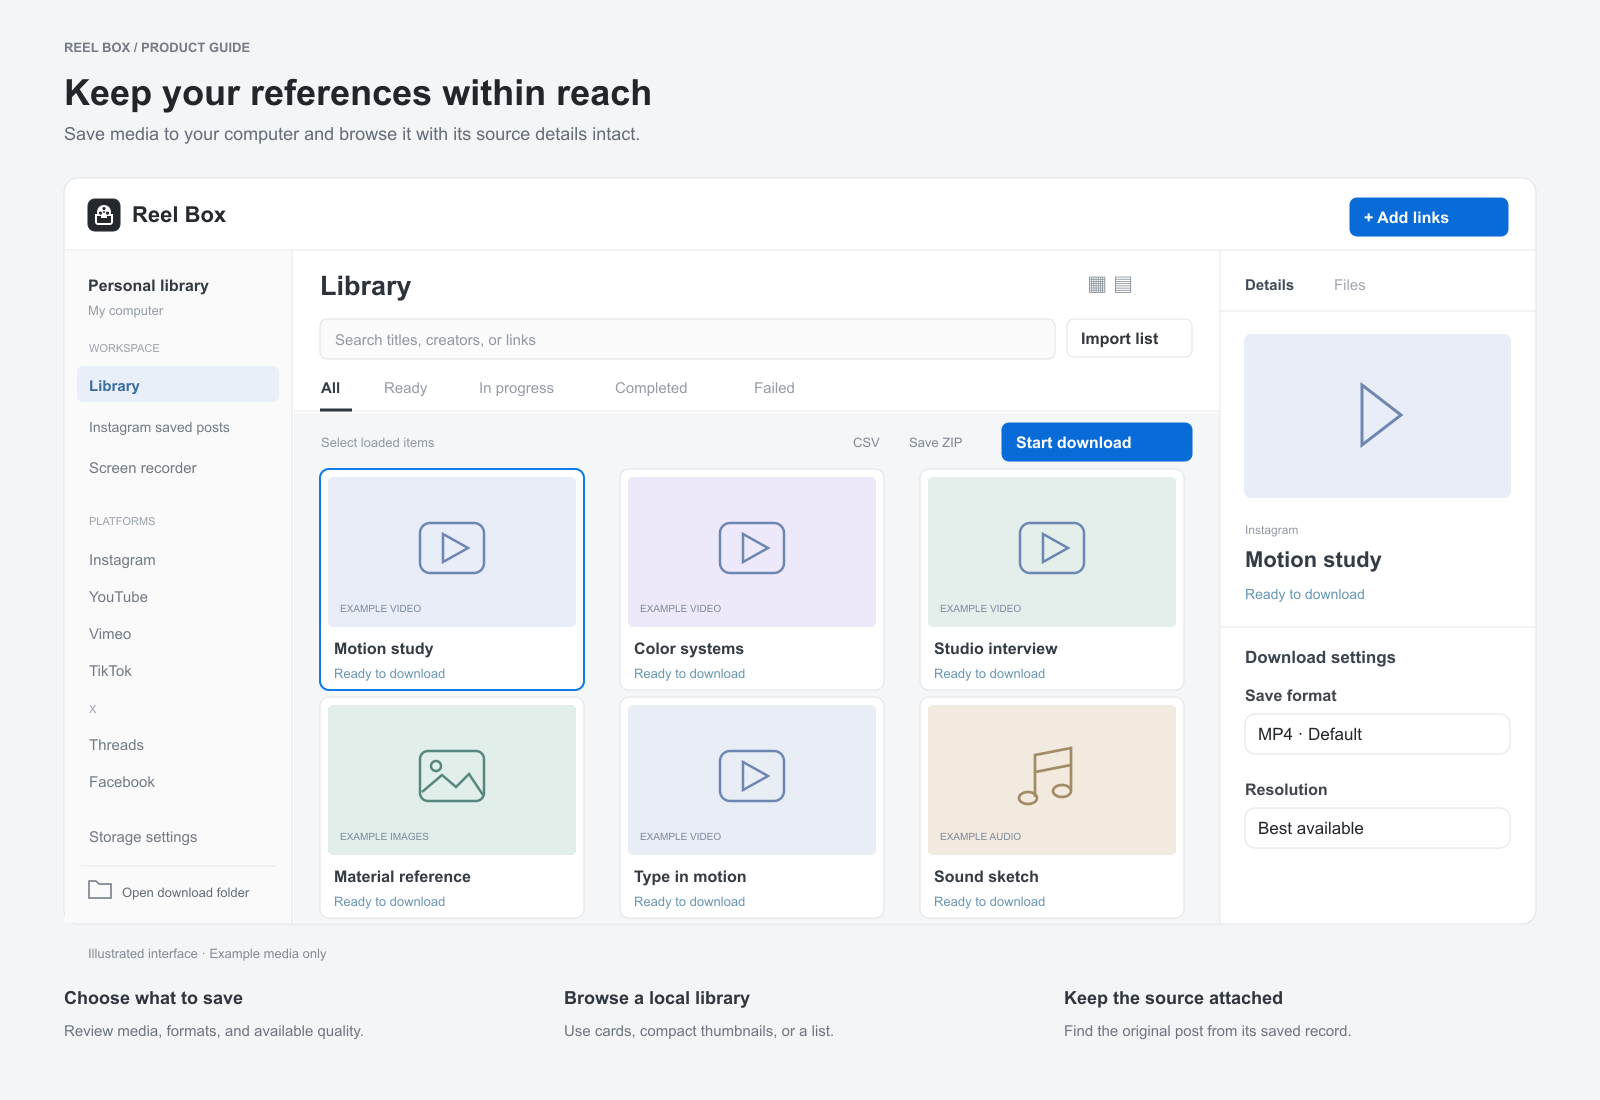 REEL BOX / PRODUCT GUIDE
Keep your references within reach
Save media to your computer and browse it with its source details intact.
Reel Box
+ Add links
Personal library
My computer
WORKSPACE
Library
Instagram saved posts
Screen recorder
PLATFORMS
Instagram
YouTube
Vimeo
TikTok
X
Threads
Facebook
Storage settings
Open download folder
Library
Search titles, creators, or links
Import list
All
Ready
In progress
Completed
Failed
Select loaded items
CSV
Save ZIP
Start download
EXAMPLE VIDEO
Motion study
Ready to download
EXAMPLE VIDEO
Color systems
Ready to download
EXAMPLE VIDEO
Studio interview
Ready to download
EXAMPLE IMAGES
Material reference
Ready to download
EXAMPLE VIDEO
Type in motion
Ready to download
EXAMPLE AUDIO
Sound sketch
Ready to download
Details
Files
Instagram
Motion study
Ready to download
Download settings
Save format
MP4 · Default
Resolution
Best available
Illustrated interface · Example media only
Choose what to save
Review media, formats, and available quality.
Browse a local library
Use cards, compact thumbnails, or a list.
Keep the source attached
Find the original post from its saved record.